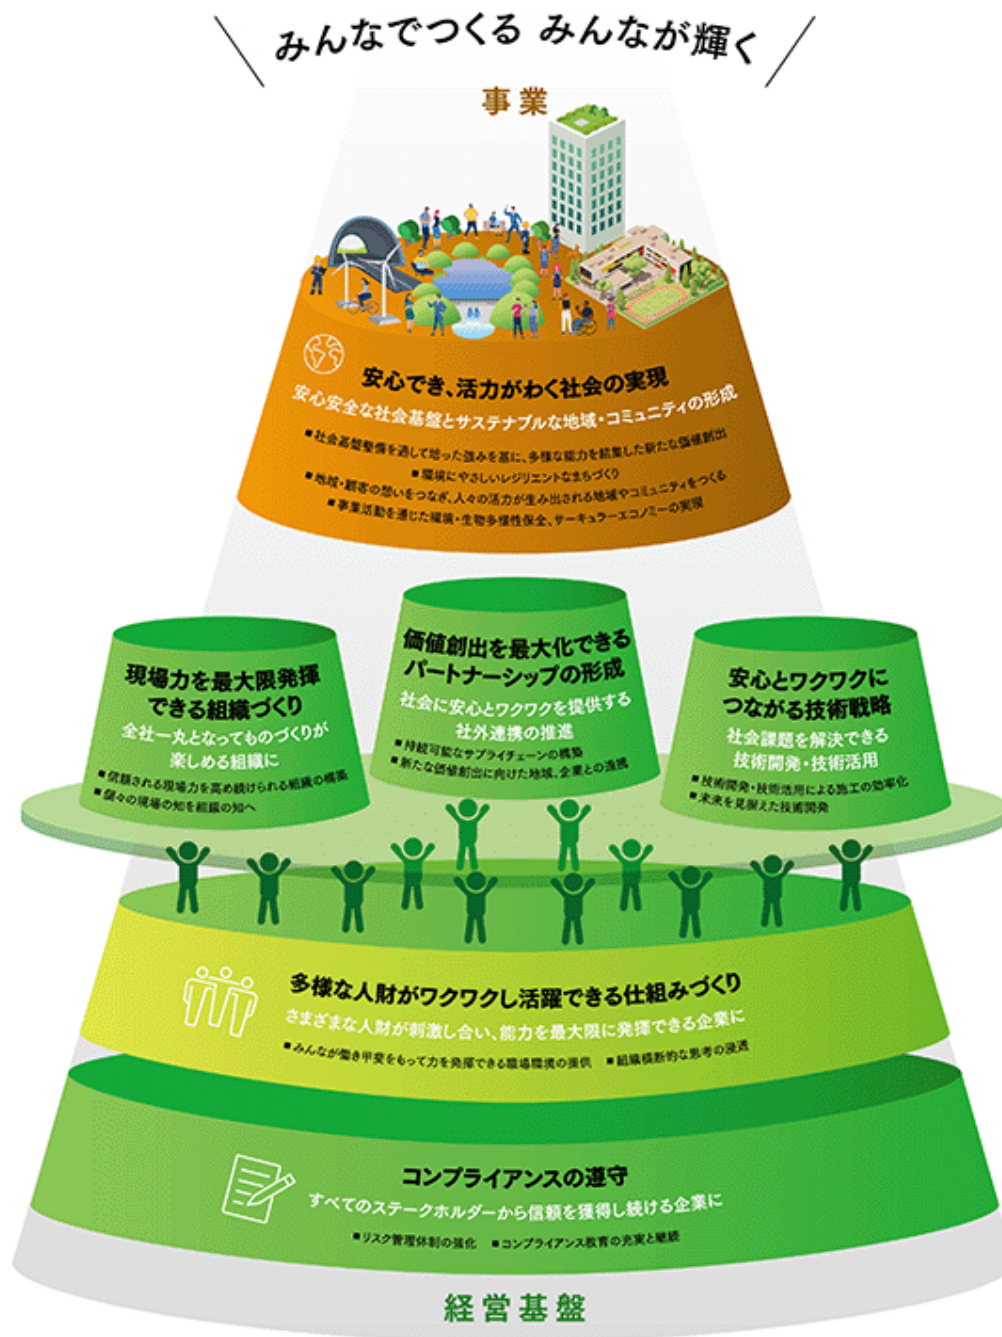 みんなでつくる みんなが輝く
事業
安心でき、活力がわく社会の実現
安心安全な社会基盤とサステナブルな地域・コミュニティの形成
■社会基盤整備を通して培った強みを基に、多様な能力を結集した新たな価値創出
■環境にやさしいレジリエントなまちづくり
■地域・顧客の想いをつなぎ、人々の活力が生み出される地域やコミュニティをつくる
■事業活動を通じた環境・生物多様性保全、サーキュラーエコノミーの実現
現場力を最大限発揮
できる組織づくり
全社一丸となってものづくりが
楽しめる組織に
■信頼される現場力を高め続けられる組織の構築
■個々の現場の知を組織の知へ
価値創出を最大化できる
パートナーシップの形成
社会に安心とワクワクを提供する
社外連携の推進
■持続可能なサプライチェーンの構築
■新たな価値創出に向けた地域、企業との連携
安心とワクワクに
つながる技術戦略
社会課題を解決できる
技術開発・技術活用
■技術開発・技術活用による施工の効率化
■未来を見据えた技術開発
多様な人財がワクワクし活躍できる仕組みづくり
さまざまな人財が刺激し合い、能力を最大限に発揮できる企業に
■みんなが働き甲斐をもって力を発揮できる職場環境の提供 ■組織横断的な思考の浸透
コンプライアンスの遵守
すべてのステークホルダーから信頼を獲得し続ける企業に
■リスク管理体制の強化 ■コンプライアンス教育の充実と継続
経営基盤